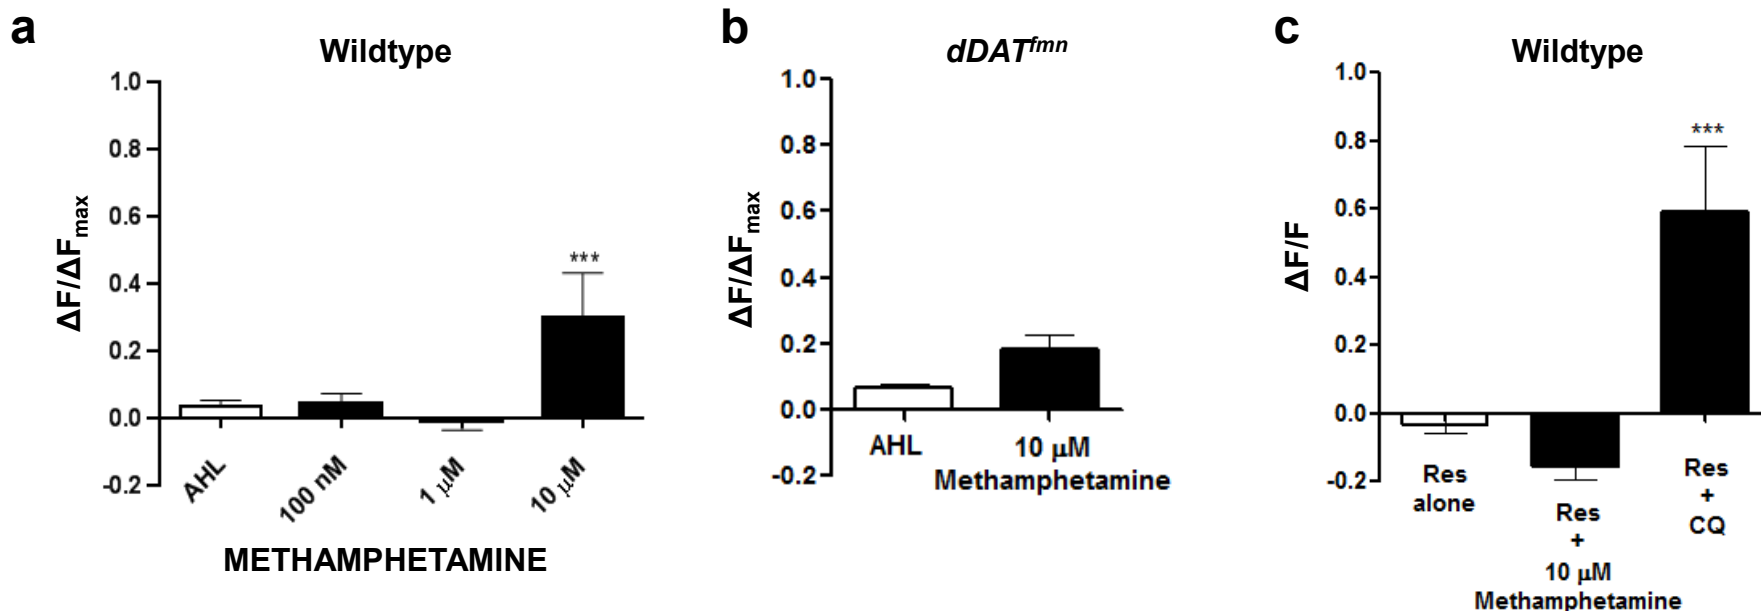 a
Wildtype
ΔF/ΔFmax
1.0
0.8
0.6
0.4
0.2
0.0
-0.2
***
AHL
100 nM
1 μM
10 μM
METHAMPHETAMINE
b
dDATfmn
ΔF/ΔFmax
1.0
0.8
0.6
0.4
0.2
0.0
-0.2
AHL
10 μM
Methamphetamine
c
Wildtype
ΔF/F
1.0
0.8
0.6
0.4
0.2
0.0
-0.2
***
Res
alone
Res
+
10 μM
Methamphetamine
Res
+
CQ